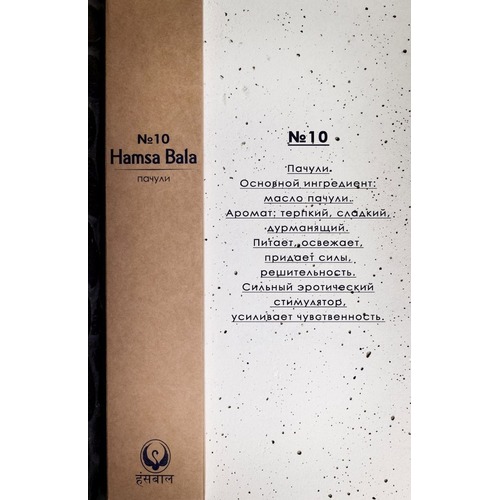 №10
Hamsa Bala
пачули
हंसबाल
№10
Пачули.
Основной ингредиент:
масло пачули.
Аромат: терпкий, сладкий,
дурманящий.
Питает, освежает,
придает силы,
решительность.
Сильный эротический
стимулятор,
усиливает чувственность.